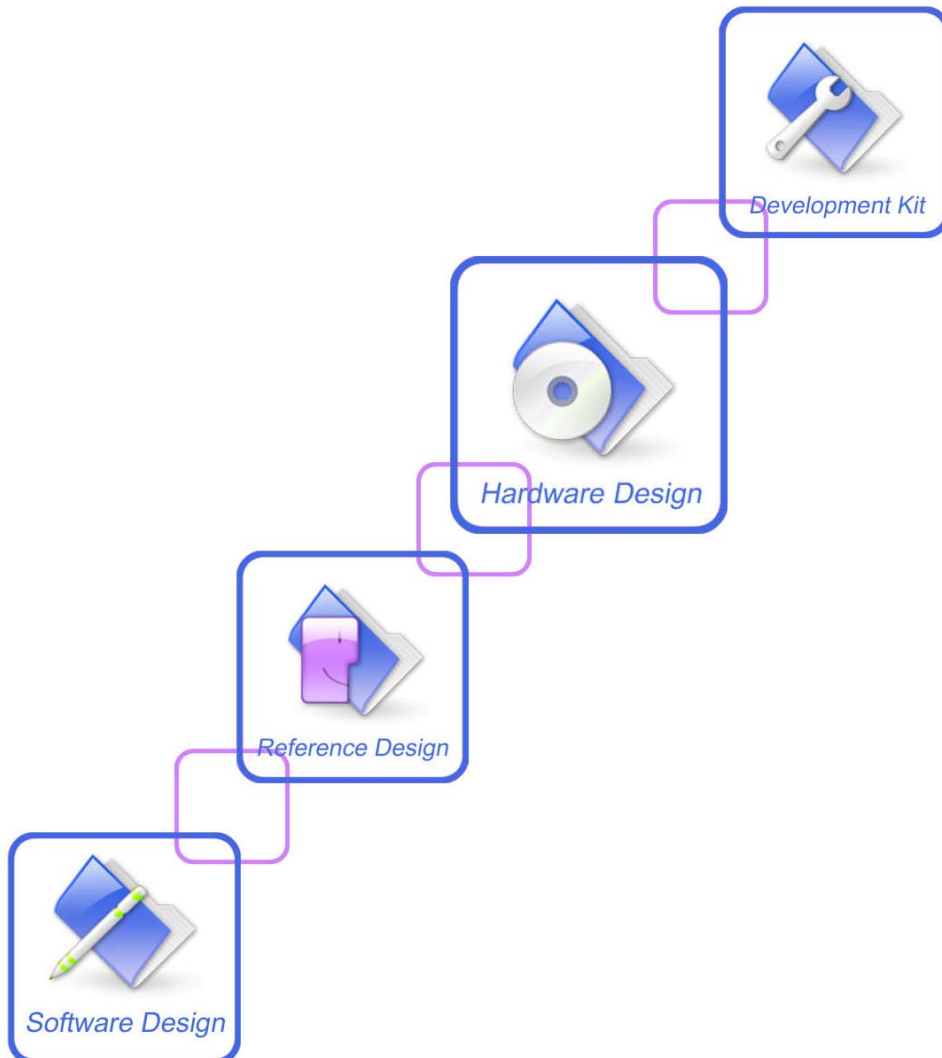 Development Kit
Hardware Design
Reference Design
Software Design